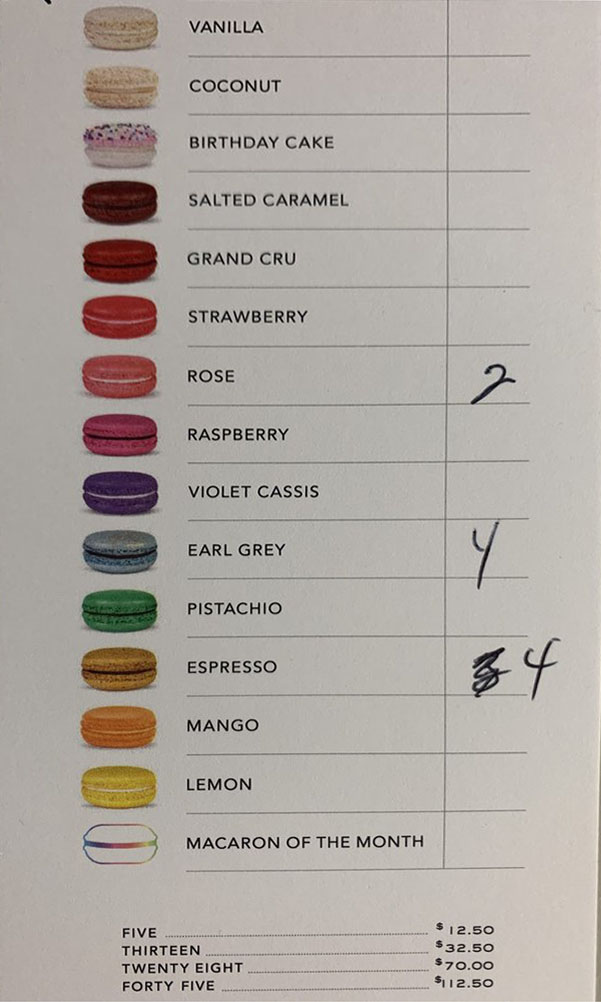 VANILLA
COCONUT
BIRTHDAY CAKE
SALTED CARAMEL
GRAND CRU
STRAWBERRY
ROSE 2
RASPBERRY
VIOLET CASSIS
EARL GREY 4
PISTACHIO
ESPRESSO 4
MANGO
LEMON
MACARON OF THE MONTH
FIVE $12.50
THIRTEEN $32.50
TWENTY EIGHT $70.00
FORTY FIVE $112.50